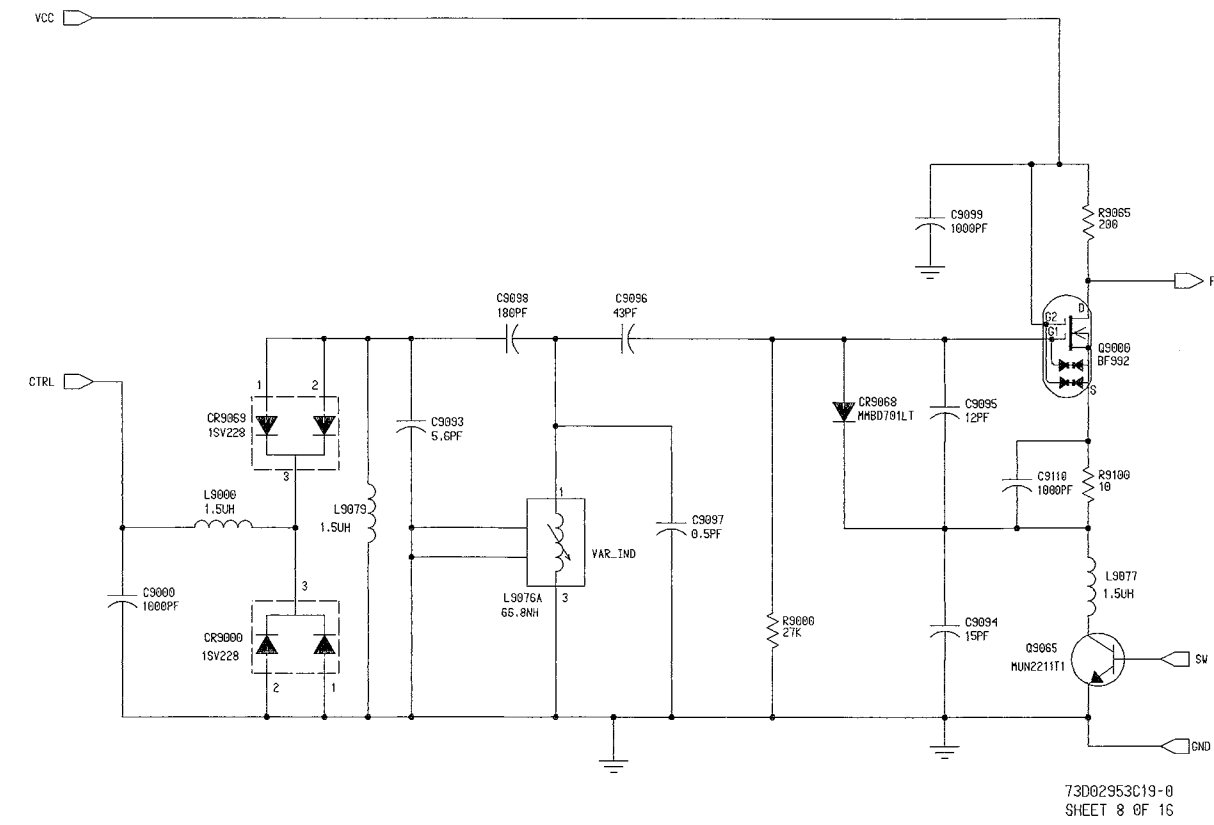 VCC
C9099
1000PF
R9065
200
F
C9098
180PF
C9096
43PF
G2
D
G1
Q9000
BF992
S
CTRL
1
2
CR9069
1SV228
3
C9093
5.6PF
CR9068
MMBD701LT
C9095
12PF
C9110
1000PF
R9100
10
L9000
1.5UH
L9079
1.5UH
1
VAR_IND
C9097
0.5PF
3
L9076A
66.8NH
3
C9000
1000PF
CR9000
1SV228
2
1
R9080
27K
C9094
15PF
L9077
1.5UH
Q9065
MUN2211T1
SW
GND
73D02953C19-0
SHEET 8 OF 16